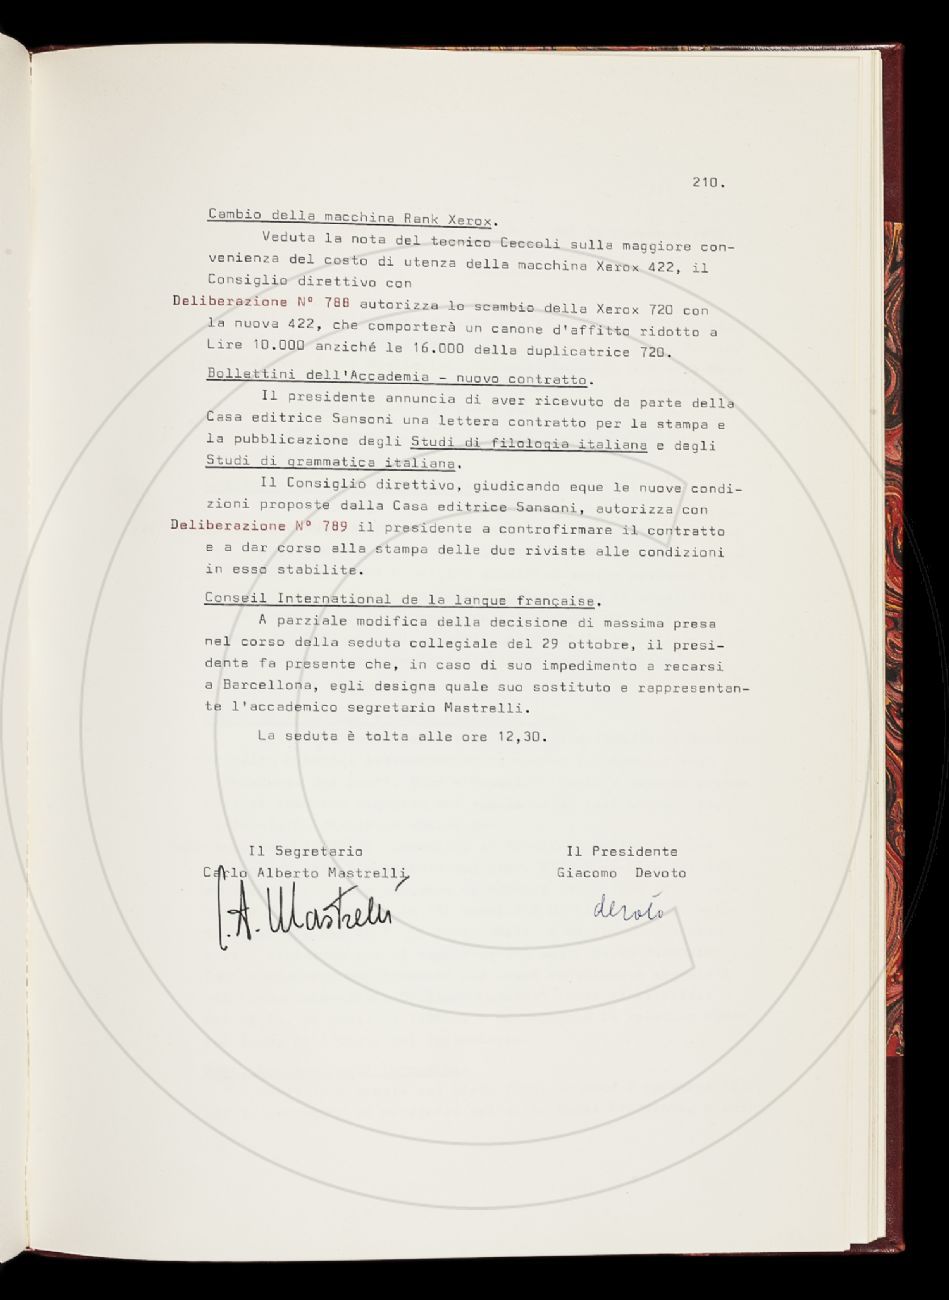 210.
Cambio della macchina Rank Xerox.
Veduta la nota del tecnico Ceccoli sulla maggiore con-
venienza del costo di utenza della macchina Xerox 422, il
Consiglio direttivo con
Deliberazione N° 788 autorizza lo scambio della Xerox 720 con
la nuova 422, che comporterà un canone d'affitto ridotto a
Lire 10.000 anziché le 16.000 della duplicatrice 720.
Bollettini dell'Accademia - nuovo contratto.
Il presidente annuncia di aver ricevuto da parte della
Casa editrice Sansoni una lettera contratto per la stampa e
la pubblicazione degli Studi di filologia italiana e degli
Studi di grammatica italiana.
Il Consiglio direttivo, giudicando eque le nuove condi-
zioni proposte dalla Casa editrice Sansoni, autorizza con
Deliberazione N° 789 il presidente a controfirmare il contratto
e a dar corso alla stampa delle due riviste alle condizioni
in esso stabilite.
Conseil International de la langue française.
A parziale modifica della decisione di massima presa
nel corso della seduta collegiale del 29 ottobre, il presi-
dente fa presente che, in caso di suo impedimento a recarsi
a Barcellona, egli designa quale suo sostituto e rappresentan-
te l'accademico segretario Mastrelli.
La seduta è tolta alle ore 12,30.
Il Segretario
Carlo Alberto Mastrelli
C.A. Mastrelli
Il Presidente
Giacomo Devoto
devoto